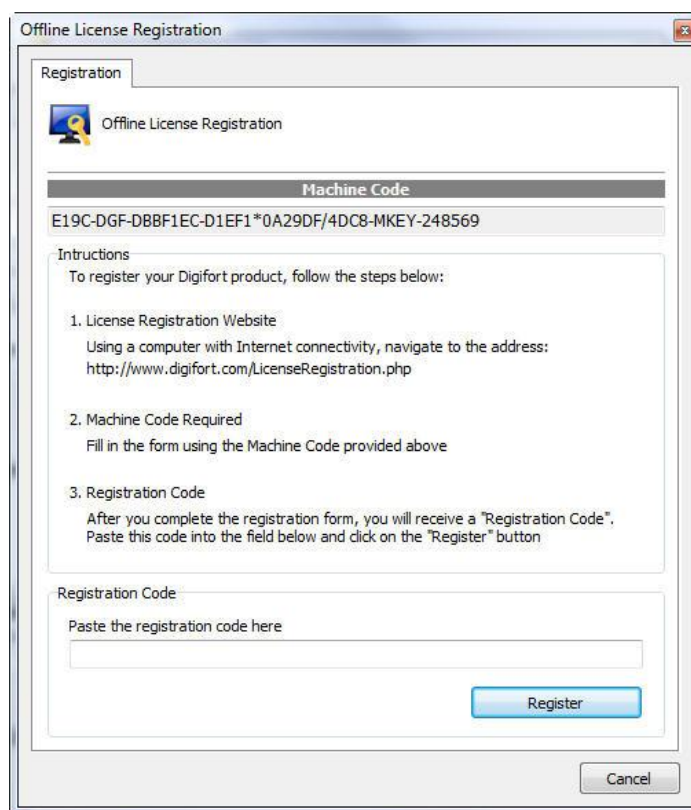 Offline License Registration
Registration
Offline License Registration
Machine Code
E19C-DGF-DBBF1EC-D1EF1*0A29DF/4DC8-MKEY-248569
Intructions
To register your Digifort product, follow the steps below:
1. License Registration Website
Using a computer with Internet connectivity, navigate to the address:
http://www.digifort.com/LicenseRegistration.php
2. Machine Code Required
Fill in the form using the Machine Code provided above
3. Registration Code
After you complete the registration form, you will receive a "Registration Code".
Paste this code into the field below and click on the "Register" button
Registration Code
Paste the registration code here
Register
Cancel